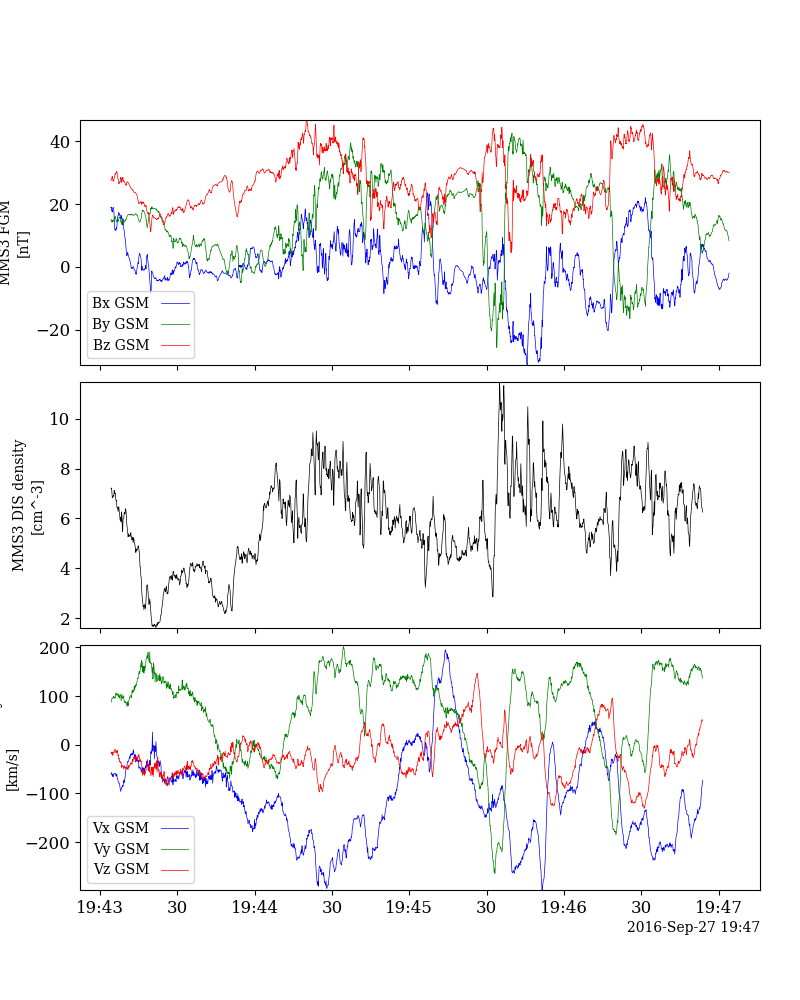 MMS3 FGM
[nT]
40
20
0
−20
Bx GSM
By GSM
Bz GSM
MMS3 DIS density
[cm^-3]
10
8
6
4
2
[km/s]
200
100
0
−100
−200
Vx GSM
Vy GSM
Vz GSM
19:43 30 19:44 30 19:45 30 19:46 30 19:47
2016-Sep-27 19:47